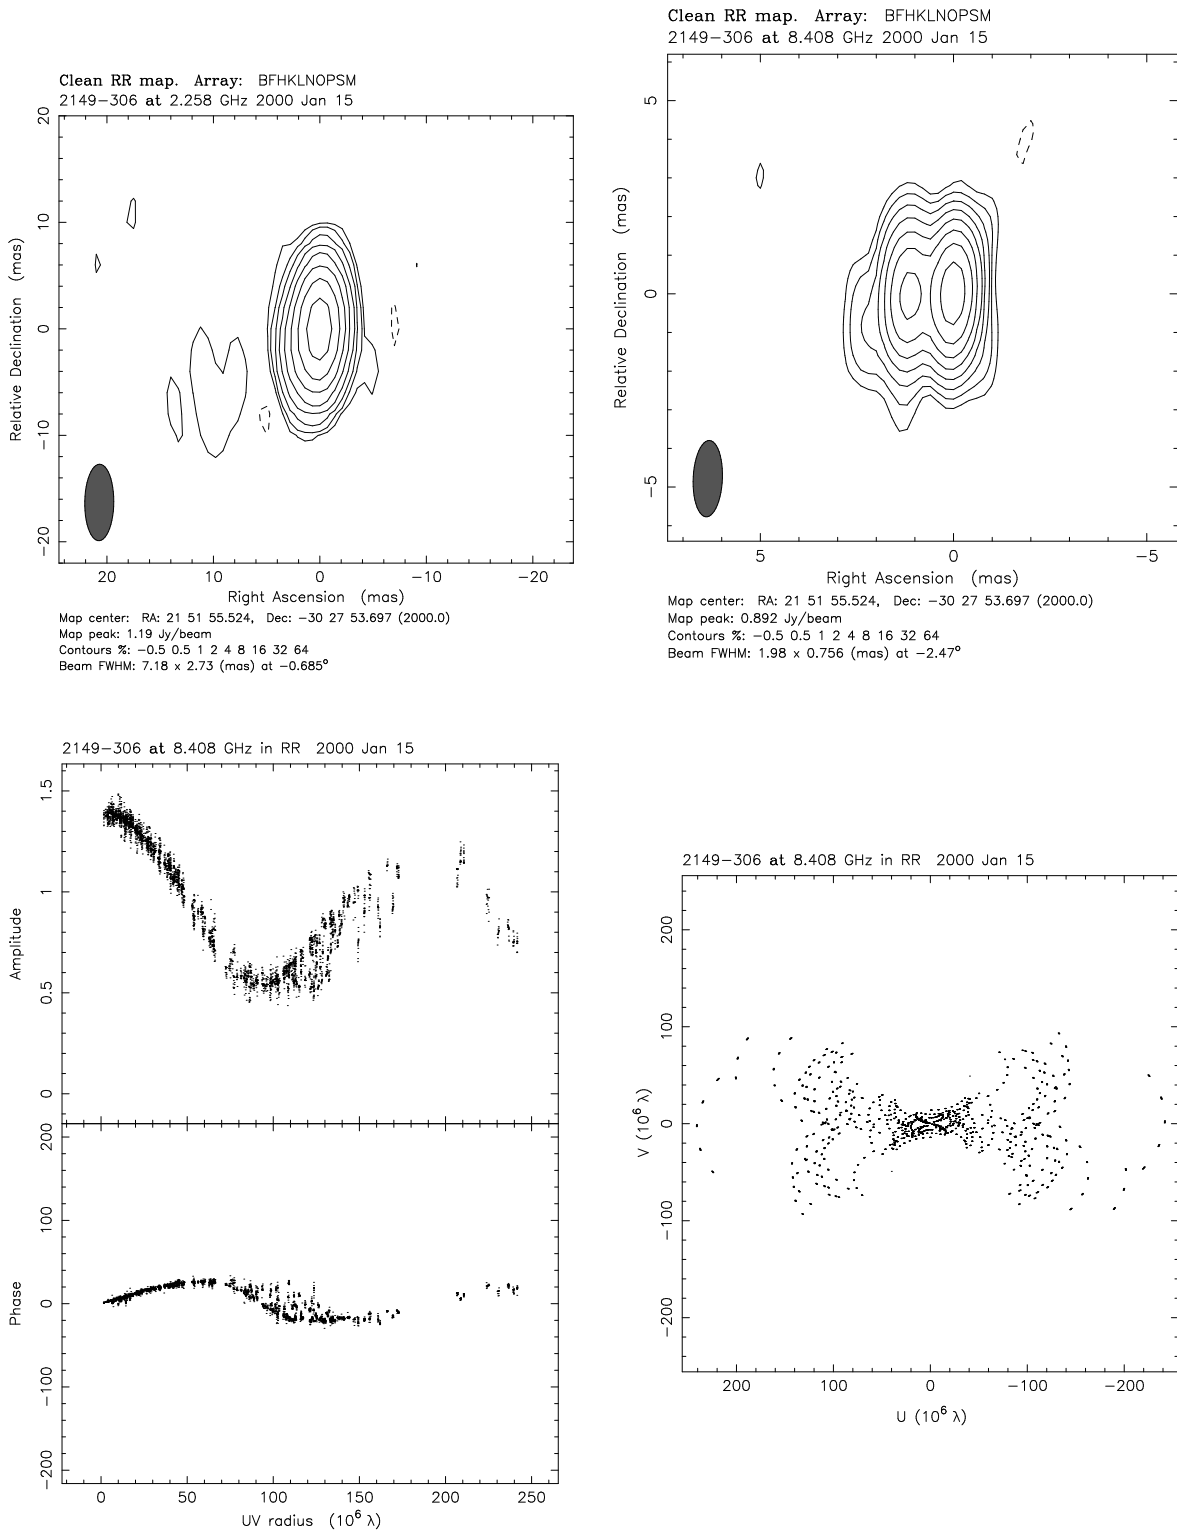 Clean RR map.  Array:  BFHKLNOPSM
2149−306 at 2.258 GHz 2000 Jan 15
20
10
0
−10
−20
Relative Declination  (mas)
20
10
0
−10
−20
Right Ascension  (mas)
Map center:  RA: 21 51 55.524,  Dec: −30 27 53.697 (2000.0)
Map peak: 1.19 Jy/beam
Contours %: −0.5 0.5 1 2 4 8 16 32 64
Beam FWHM: 7.18 x 2.73 (mas) at −0.685°
Clean RR map.  Array:  BFHKLNOPSM
2149−306 at 8.408 GHz 2000 Jan 15
5
0
−5
Relative Declination  (mas)
5
0
−5
Right Ascension  (mas)
Map center:  RA: 21 51 55.524,  Dec: −30 27 53.697 (2000.0)
Map peak: 0.892 Jy/beam
Contours %: −0.5 0.5 1 2 4 8 16 32 64
Beam FWHM: 1.98 x 0.756 (mas) at −2.47°
2149−306 at 8.408 GHz in RR  2000 Jan 15
1.5
1
0.5
0
Amplitude
200
100
0
−100
−200
Phase
0
50
100
150
200
250
UV radius  (10⁶ λ)
2149−306 at 8.408 GHz in RR  2000 Jan 15
200
100
0
−100
−200
V (10⁶ λ)
200
100
0
−100
−200
U (10⁶ λ)